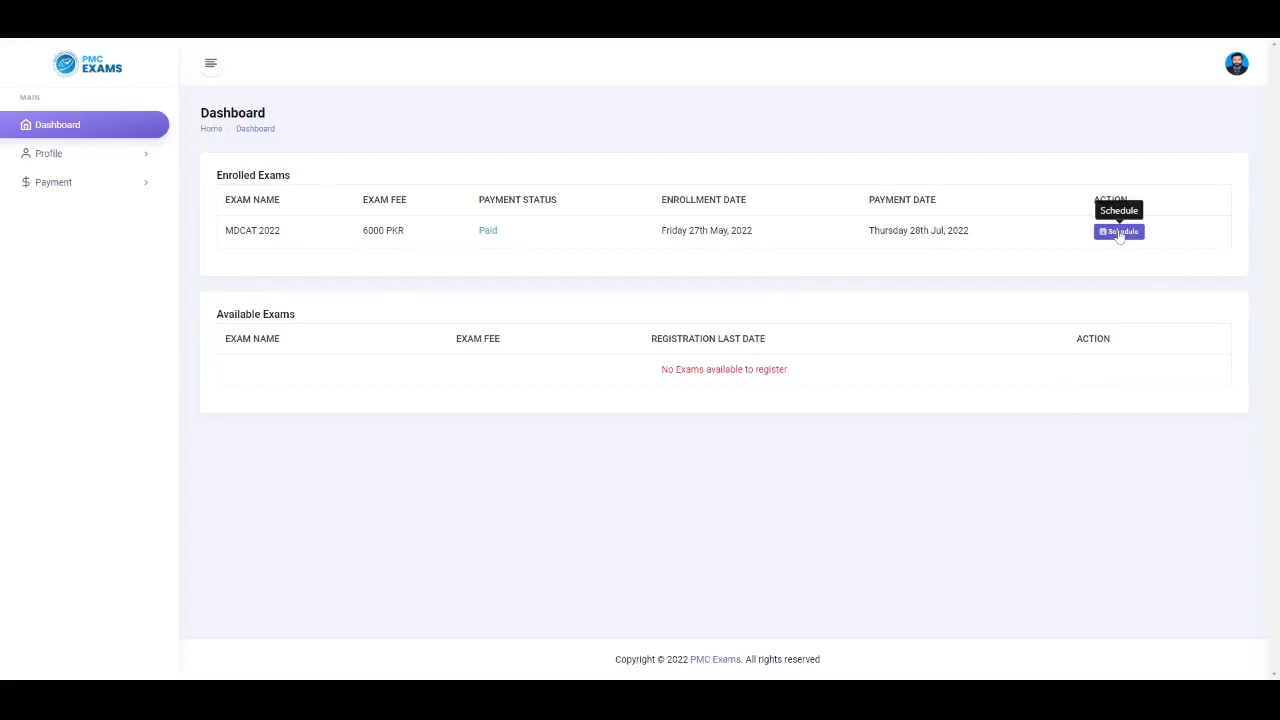 PMC
EXAMS
MAIN
Dashboard
Profile
Payment
Dashboard
Home Dashboard
Enrolled Exams
EXAM NAME EXAM FEE PAYMENT STATUS ENROLLMENT DATE PAYMENT DATE ACTION
Schedule
MDCAT 2022 6000 PKR Paid Friday 27th May, 2022 Thursday 28th Jul, 2022 Schedule
Available Exams
EXAM NAME EXAM FEE REGISTRATION LAST DATE ACTION
No Exams available to register
Copyright © 2022 PMC Exams. All rights reserved